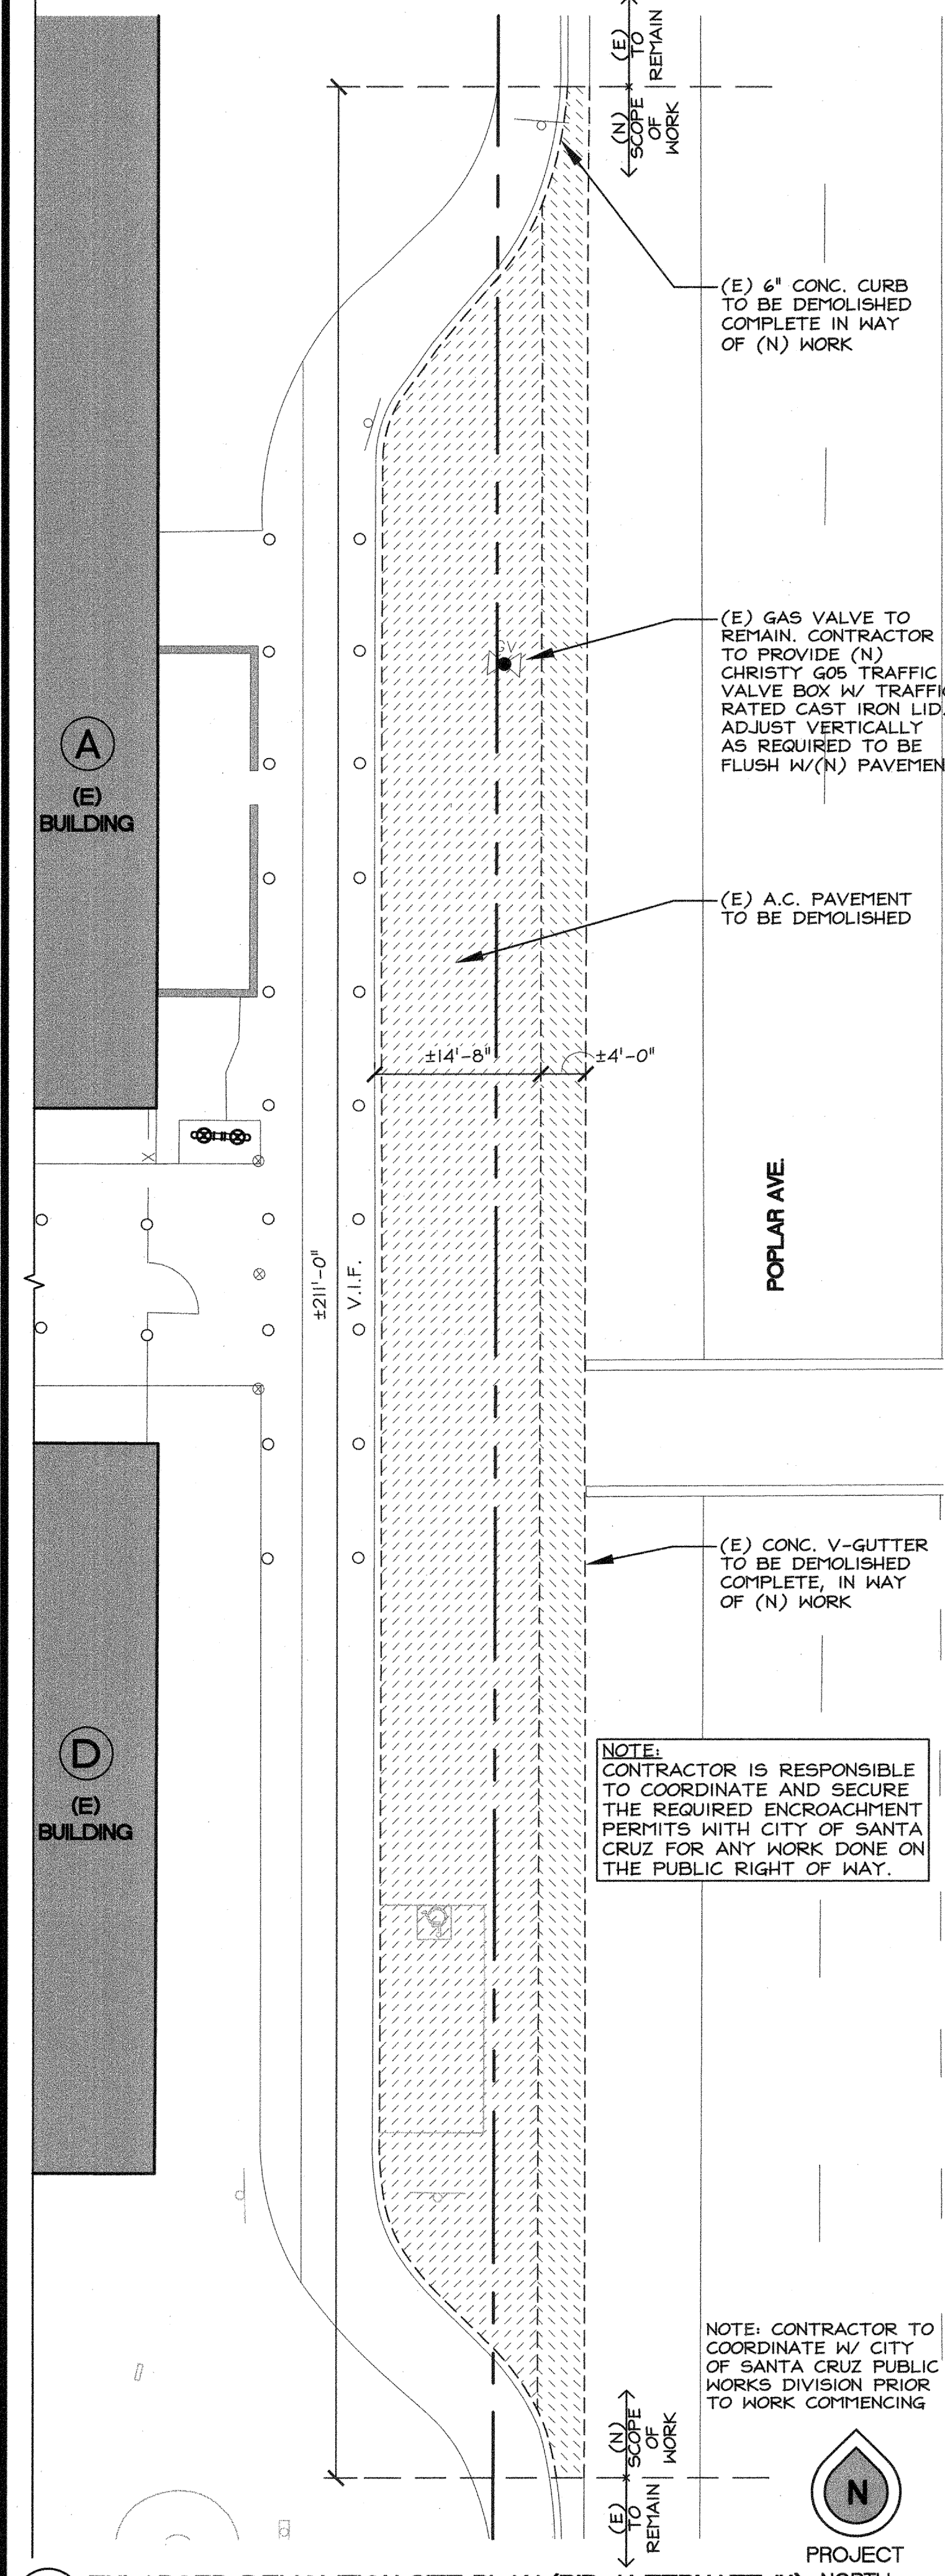 (E)
TO
REMAIN
(N)
SCOPE
OF
WORK
(E) 6" CONC. CURB
TO BE DEMOLISHED
COMPLETE IN WAY
OF (N) WORK
(E) GAS VALVE TO
REMAIN. CONTRACTOR
TO PROVIDE (N)
CHRISTY G05 TRAFFIC
VALVE BOX W/ TRAFFIC
RATED CAST IRON LID.
ADJUST VERTICALLY
AS REQUIRED TO BE
FLUSH W/(N) PAVEMEN
GV
A
(E)
BUILDING
(E) A.C. PAVEMENT
TO BE DEMOLISHED
±14'-8"
±4'-0"
X
POPLAR AVE.
±211'-0"
V.I.F.
(E) CONC. V-GUTTER
TO BE DEMOLISHED
COMPLETE, IN WAY
OF (N) WORK
D
(E)
BUILDING
NOTE:
CONTRACTOR IS RESPONSIBLE
TO COORDINATE AND SECURE
THE REQUIRED ENCROACHMENT
PERMITS WITH CITY OF SANTA
CRUZ FOR ANY WORK DONE ON
THE PUBLIC RIGHT OF WAY.
NOTE: CONTRACTOR TO
COORDINATE W/ CITY
OF SANTA CRUZ PUBLIC
WORKS DIVISION PRIOR
TO WORK COMMENCING
(N)
SCOPE
OF
WORK
(E)
TO
REMAIN
N
PROJECT
NORTH